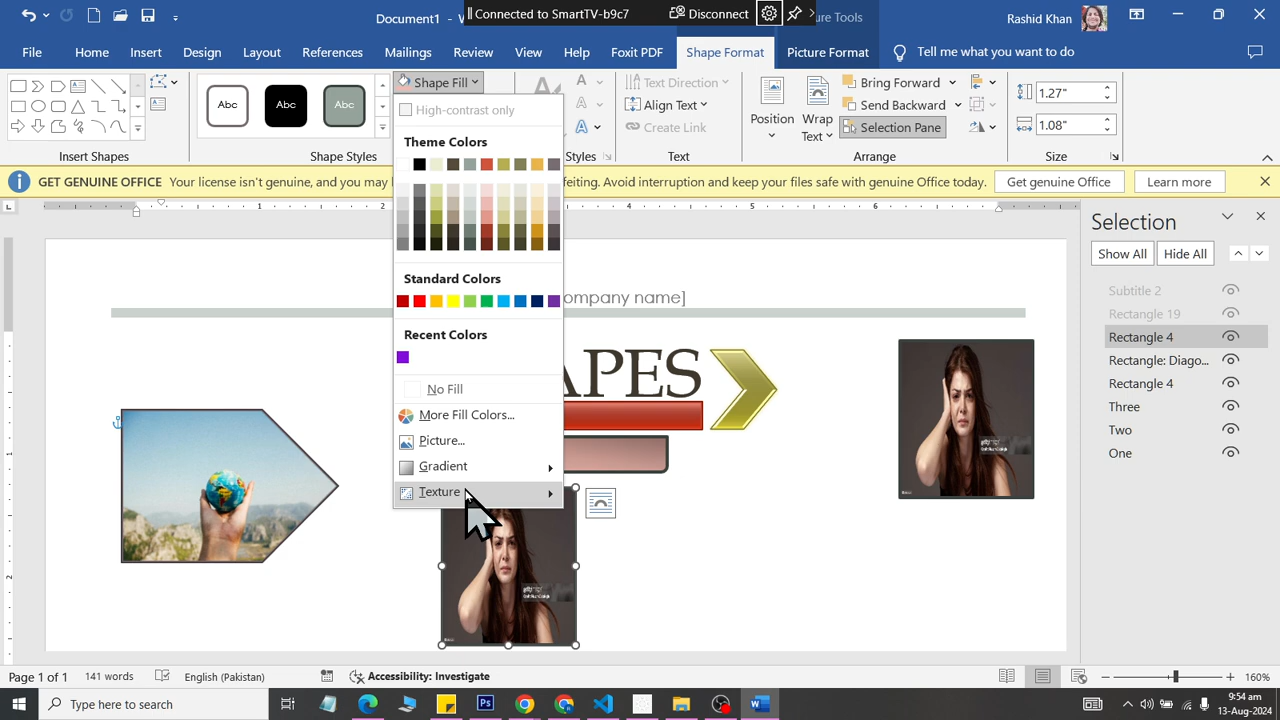 Document1 - W
Connected to SmartTV-b9c7
Disconnect
ure Tools
Rashid Khan
File Home Insert Design Layout References Mailings Review View Help Foxit PDF Shape Format Picture Format Tell me what you want to do
Abc Abc Abc
Shape Fill
Text Direction
Align Text
Create Link
Position
Wrap Text
Bring Forward
Send Backward
Selection Pane
1.27"
1.08"
Insert Shapes
Shape Styles
Styles
Text
Arrange
Size
GET GENUINE OFFICE Your license isn't genuine, and you may feiting. Avoid interruption and keep your files safe with genuine Office today. Get genuine Office Learn more
High-contrast only
Theme Colors
Standard Colors
Recent Colors
No Fill
More Fill Colors...
Picture...
Gradient
Texture
1 2 4 5 6
2
ompany name]
APES
Selection
Show All Hide All
Subtitle 2
Rectangle 19
Rectangle 4
Rectangle: Diago...
Rectangle 4
Three
Two
One
Page 1 of 1 141 words English (Pakistan) Accessibility: Investigate 160%
Type here to search
9:54 am
13-Aug-2024